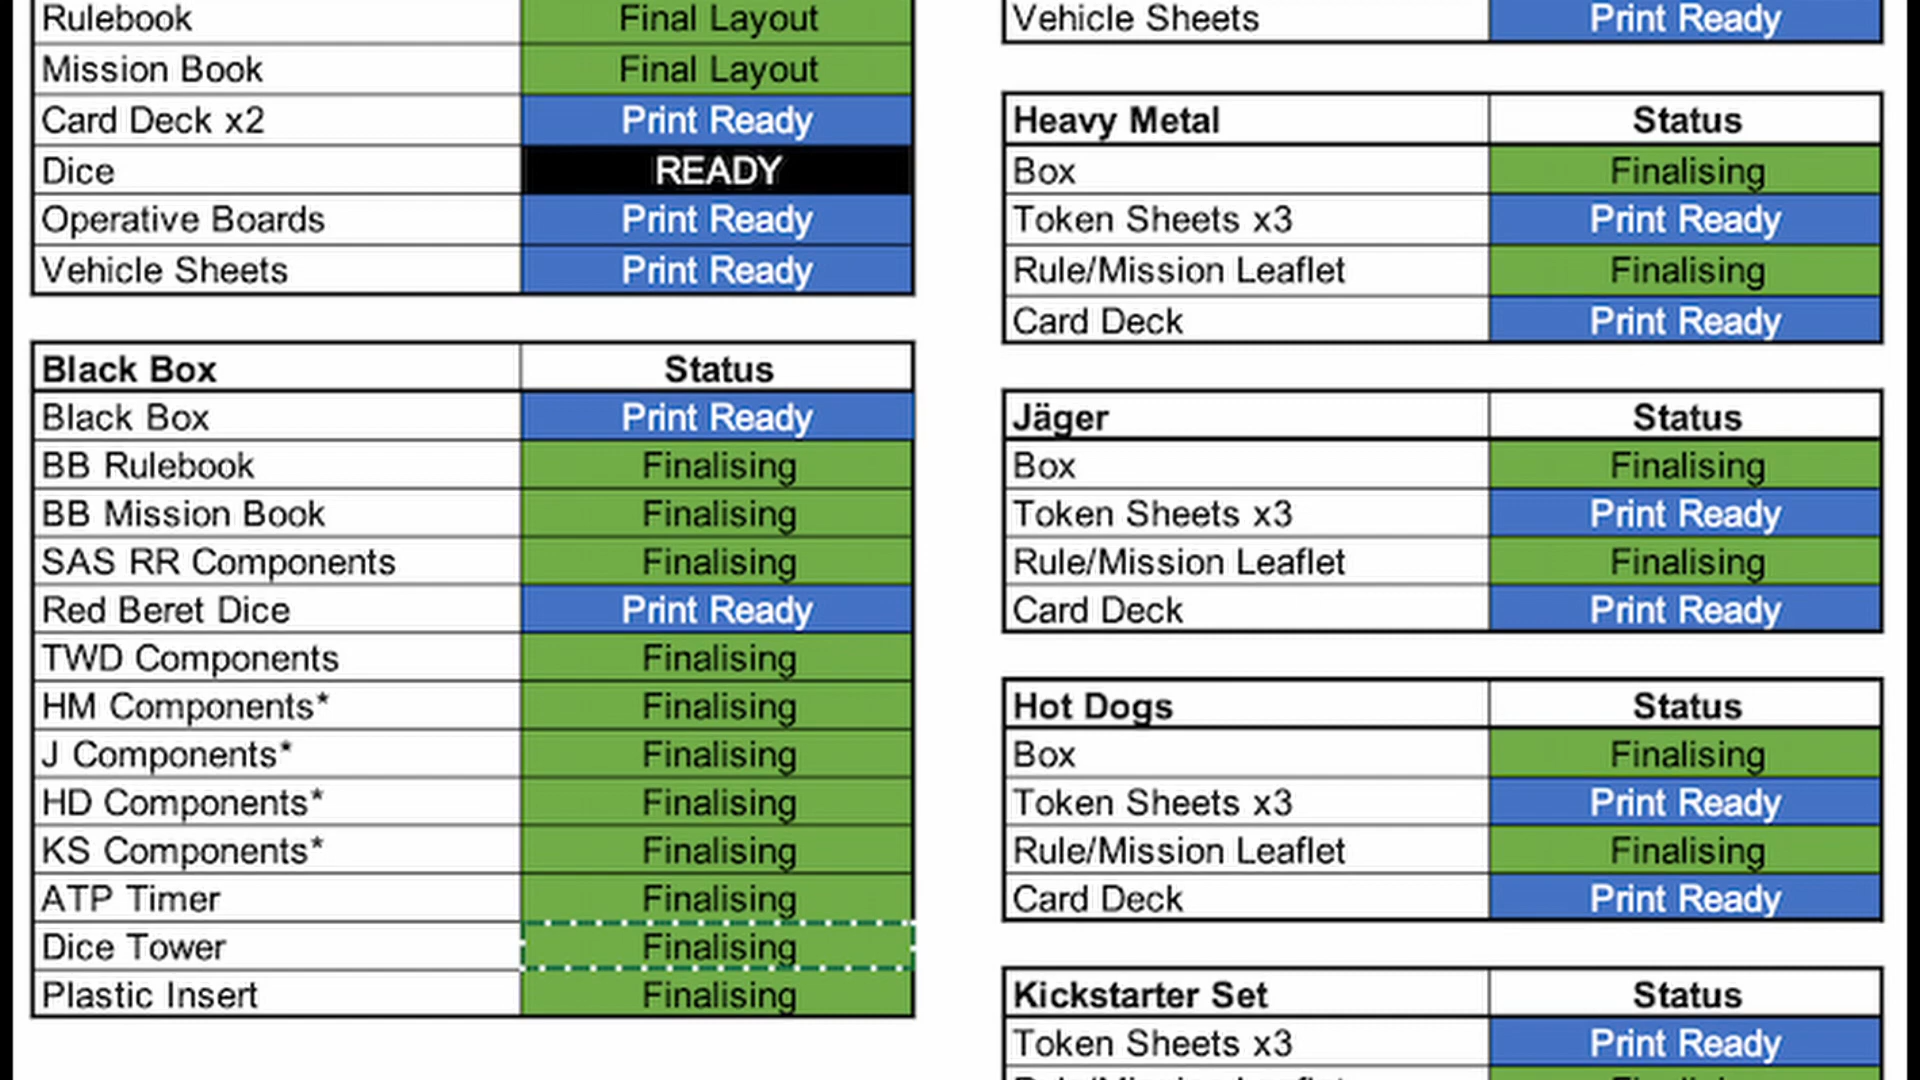 Rulebook Final Layout
Mission Book Final Layout
Card Deck x2 Print Ready
Dice READY
Operative Boards Print Ready
Vehicle Sheets Print Ready
Black Box Status
Black Box Print Ready
BB Rulebook Finalising
BB Mission Book Finalising
SAS RR Components Finalising
Red Beret Dice Print Ready
TWD Components Finalising
HM Components* Finalising
J Components* Finalising
HD Components* Finalising
KS Components* Finalising
ATP Timer Finalising
Dice Tower Finalising
Plastic Insert Finalising
Vehicle Sheets Print Ready
Heavy Metal Status
Box Finalising
Token Sheets x3 Print Ready
Rule/Mission Leaflet Finalising
Card Deck Print Ready
Jäger Status
Box Finalising
Token Sheets x3 Print Ready
Rule/Mission Leaflet Finalising
Card Deck Print Ready
Hot Dogs Status
Box Finalising
Token Sheets x3 Print Ready
Rule/Mission Leaflet Finalising
Card Deck Print Ready
Kickstarter Set Status
Token Sheets x3 Print Ready